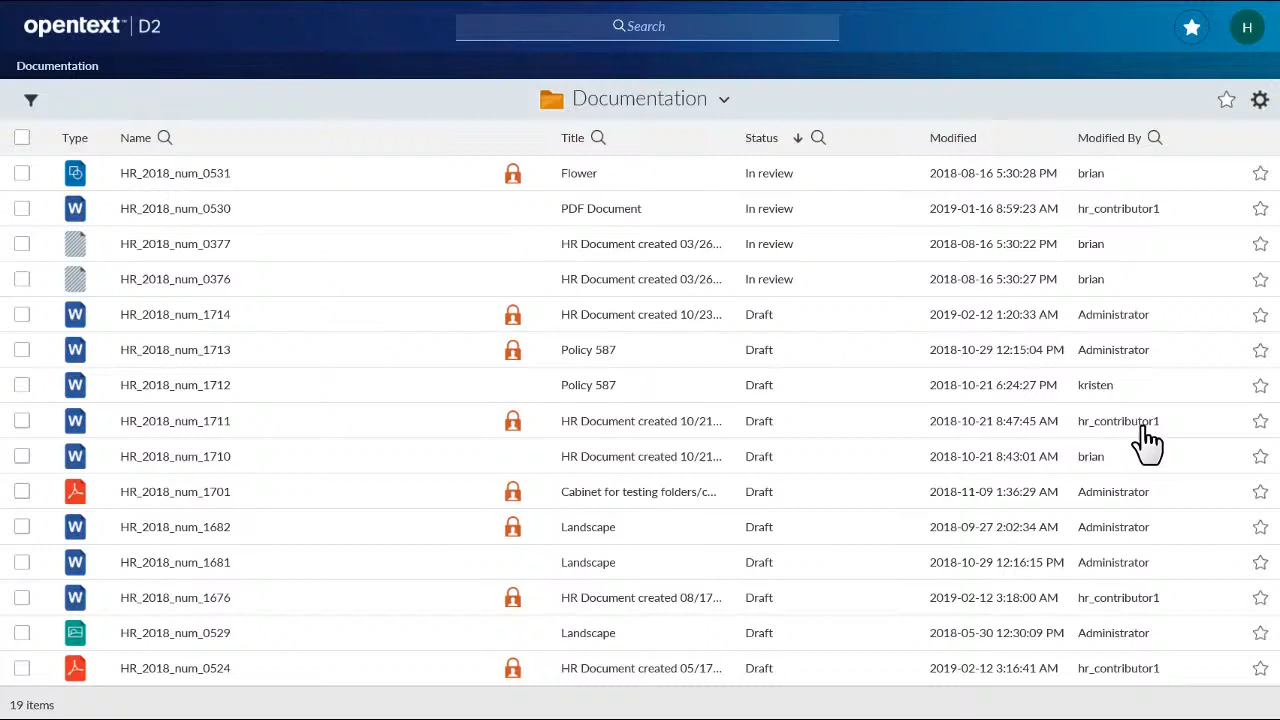 opentext™ | D2
Search
H
Documentation
Documentation
Type Name Title Status Modified Modified By
HR_2018_num_0531 Flower In review 2018-08-16 5:30:28 PM brian
W HR_2018_num_0530 PDF Document In review 2019-01-16 8:59:23 AM hr_contributor1
HR_2018_num_0377 HR Document created 03/26... In review 2018-08-16 5:30:22 PM brian
HR_2018_num_0376 HR Document created 03/26... In review 2018-08-16 5:30:27 PM brian
W HR_2018_num_1714 HR Document created 10/23... Draft 2019-02-12 1:20:33 AM Administrator
W HR_2018_num_1713 Policy 587 Draft 2018-10-29 12:15:04 PM Administrator
W HR_2018_num_1712 Policy 587 Draft 2018-10-21 6:24:27 PM kristen
W HR_2018_num_1711 HR Document created 10/21... Draft 2018-10-21 8:47:45 AM hr_contributor1
W HR_2018_num_1710 HR Document created 10/21... Draft 2018-10-21 8:43:01 AM brian
HR_2018_num_1701 Cabinet for testing folders/c... Draft 2018-11-09 1:36:29 AM Administrator
W HR_2018_num_1682 Landscape Draft 2018-09-27 2:02:34 AM Administrator
W HR_2018_num_1681 Landscape Draft 2018-10-29 12:16:15 PM Administrator
W HR_2018_num_1676 HR Document created 08/17... Draft 2019-02-12 3:18:00 AM hr_contributor1
HR_2018_num_0529 Landscape Draft 2018-05-30 12:30:09 PM Administrator
HR_2018_num_0524 HR Document created 05/17... Draft 2019-02-12 3:16:41 AM hr_contributor1
19 items